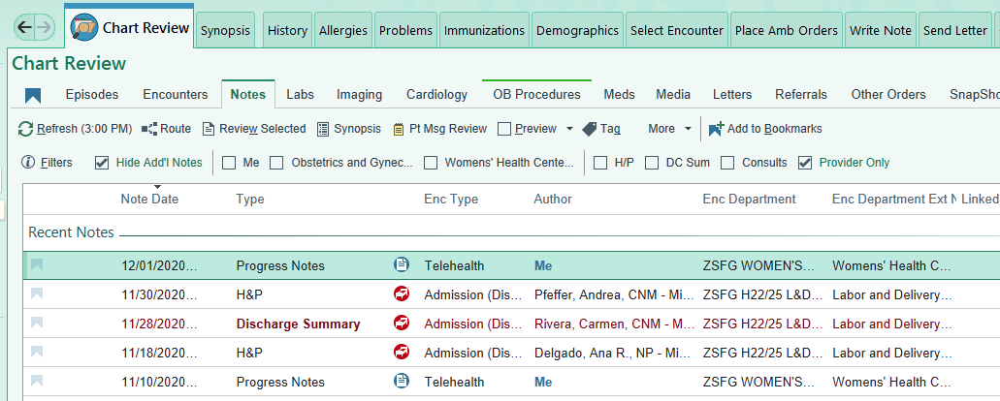 Chart Review Synopsis History Allergies Problems Immunizations Demographics Select Encounter Place Amb Orders Write Note Send Letter
Chart Review
Episodes Encounters Notes Labs Imaging Cardiology OB Procedures Meds Media Letters Referrals Other Orders SnapSho
Refresh (3:00 PM) Route Review Selected Synopsis Pt Msg Review Preview Tag More Add to Bookmarks
Filters Hide Add'l Notes Me Obstetrics and Gynec... Womens' Health Cente... H/P DC Sum Consults Provider Only
Note Date Type Enc Type Author Enc Department Enc Department Ext N Linked
Recent Notes
12/01/2020... Progress Notes Telehealth Me ZSFG WOMEN'S... Womens' Health C...
11/30/2020... H&P Admission (Dis... Pfeffer, Andrea, CNM - Mi... ZSFG H22/25 L&D... Labor and Delivery...
11/28/2020... Discharge Summary Admission (Dis... Rivera, Carmen, CNM - M... ZSFG H22/25 L&D... Labor and Delivery...
11/18/2020... H&P Admission (Dis... Delgado, Ana R., NP - Mi... ZSFG H22/25 L&D... Labor and Delivery...
11/10/2020... Progress Notes Telehealth Me ZSFG WOMEN'S... Womens' Health C...